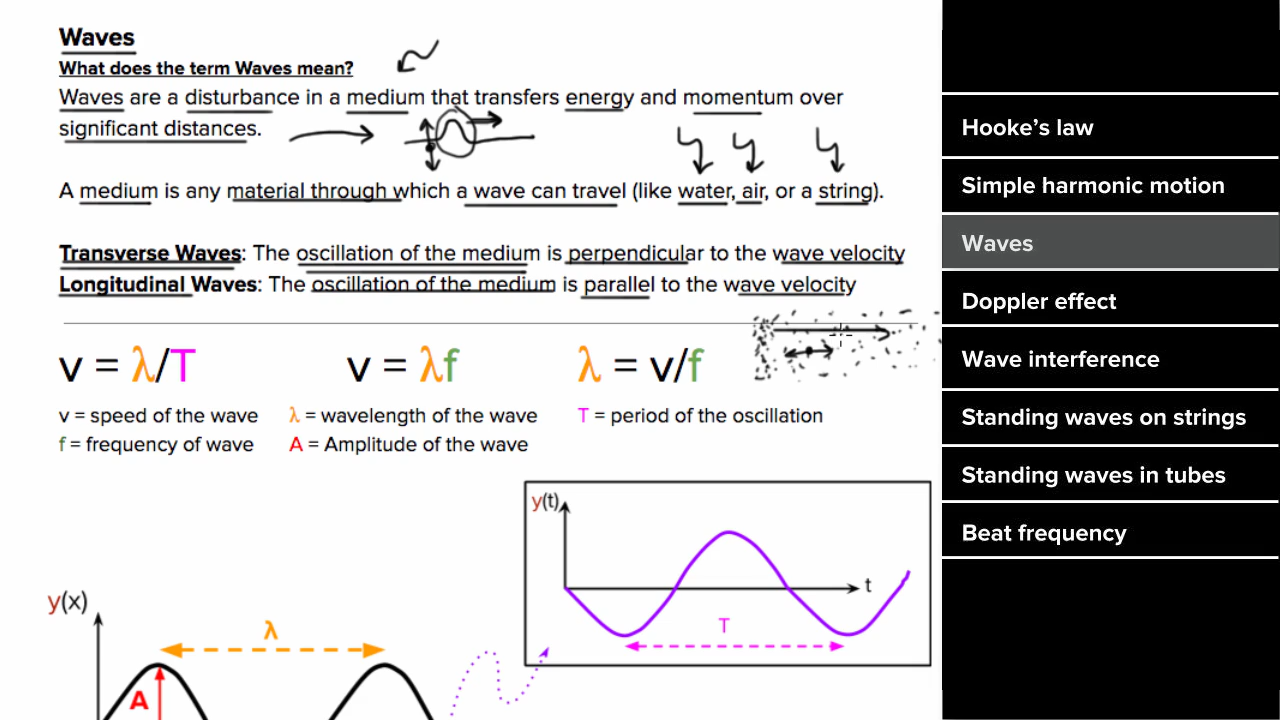 Waves
What does the term Waves mean?
Waves are a disturbance in a medium that transfers energy and momentum over
significant distances.
A medium is any material through which a wave can travel (like water, air, or a string).
Transverse Waves: The oscillation of the medium is perpendicular to the wave velocity
Longitudinal Waves: The oscillation of the medium is parallel to the wave velocity
v = λ/T
v = λf
λ = v/f
v = speed of the wave
λ = wavelength of the wave
T = period of the oscillation
f = frequency of wave
A = Amplitude of the wave
y(t)
t
T
y(x)
λ
A
Hooke's law
Simple harmonic motion
Waves
Doppler effect
Wave interference
Standing waves on strings
Standing waves in tubes
Beat frequency